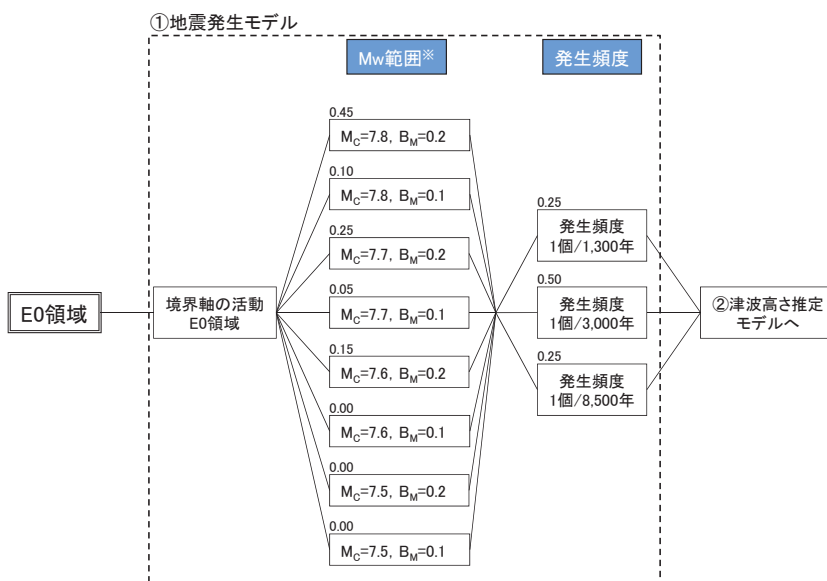 ①地震発生モデル
Mw範囲※
発生頻度
0.45
MC=7.8, BM=0.2
0.10
MC=7.8, BM=0.1
0.25
MC=7.7, BM=0.2
0.05
MC=7.7, BM=0.1
0.15
MC=7.6, BM=0.2
0.00
MC=7.6, BM=0.1
0.00
MC=7.5, BM=0.2
0.00
MC=7.5, BM=0.1
E0領域
境界軸の活動
E0領域
0.25
発生頻度
1個/1,300年
0.50
発生頻度
1個/3,000年
0.25
発生頻度
1個/8,500年
②津波高さ推定
モデルへ